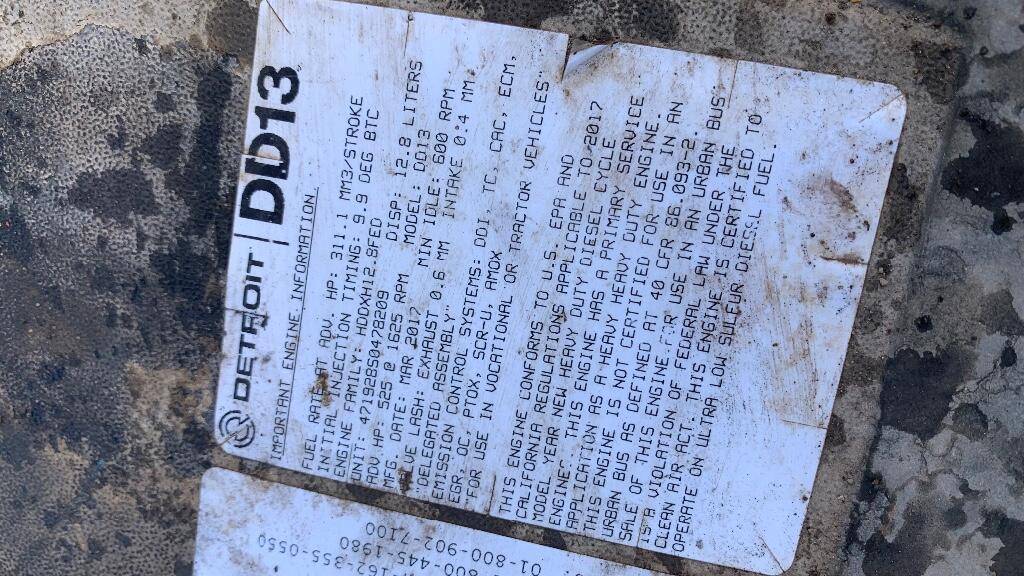 DETROIT DD13
IMPORTANT ENGINE INFORMATION
FUEL RATE AT ADV. HP: 311.1 MM3/STROKE
INITIAL INJECTION TIMING: 9.9 DEG BTC
ENGINE FAMILY: HDDXH12.8FED
UNIT: 471928S0478209 DISP: 12.8 LITERS
ADV HP: 525 @ 1625 RPM MODEL: DD13
MFG. DATE: MAR 2017 MIN IDLE: 600 RPM
VALVE LASH: EXHAUST 0.6 MM INTAKE 0.4 MM.
"DELEGATED ASSEMBLY"
EMISSION CONTROL SYSTEMS: DDI, TC, CAC, ECM,
EGR, OC, PTOX, SCR-U, AMOX
"FOR USE IN VOCATIONAL OR TRACTOR VEHICLES"
THIS ENGINE CONFORMS TO U.S. EPA AND
CALIFORNIA REGULATIONS APPLICABLE TO 2017
MODEL YEAR NEW HEAVY DUTY DIESEL CYCLE
ENGINES. THIS ENGINE HAS A PRIMARY SERVICE
APPLICATION AS A HEAVY HEAVY DUTY ENGINE.
THIS ENGINE IS NOT CERTIFIED FOR USE IN AN
URBAN BUS AS DEFINED AT 40 CFR 86.093-2.
SALE OF THIS ENGINE FOR USE IN AN URBAN BUS
IS A VIOLATION OF FEDERAL LAW UNDER THE
CLEAN AIR ACT. THIS ENGINE IS CERTIFIED TO
OPERATE ON ULTRA LOW SULFUR DIESEL FUEL.
01-800-902-7100
800-445-1980
162-355-0550